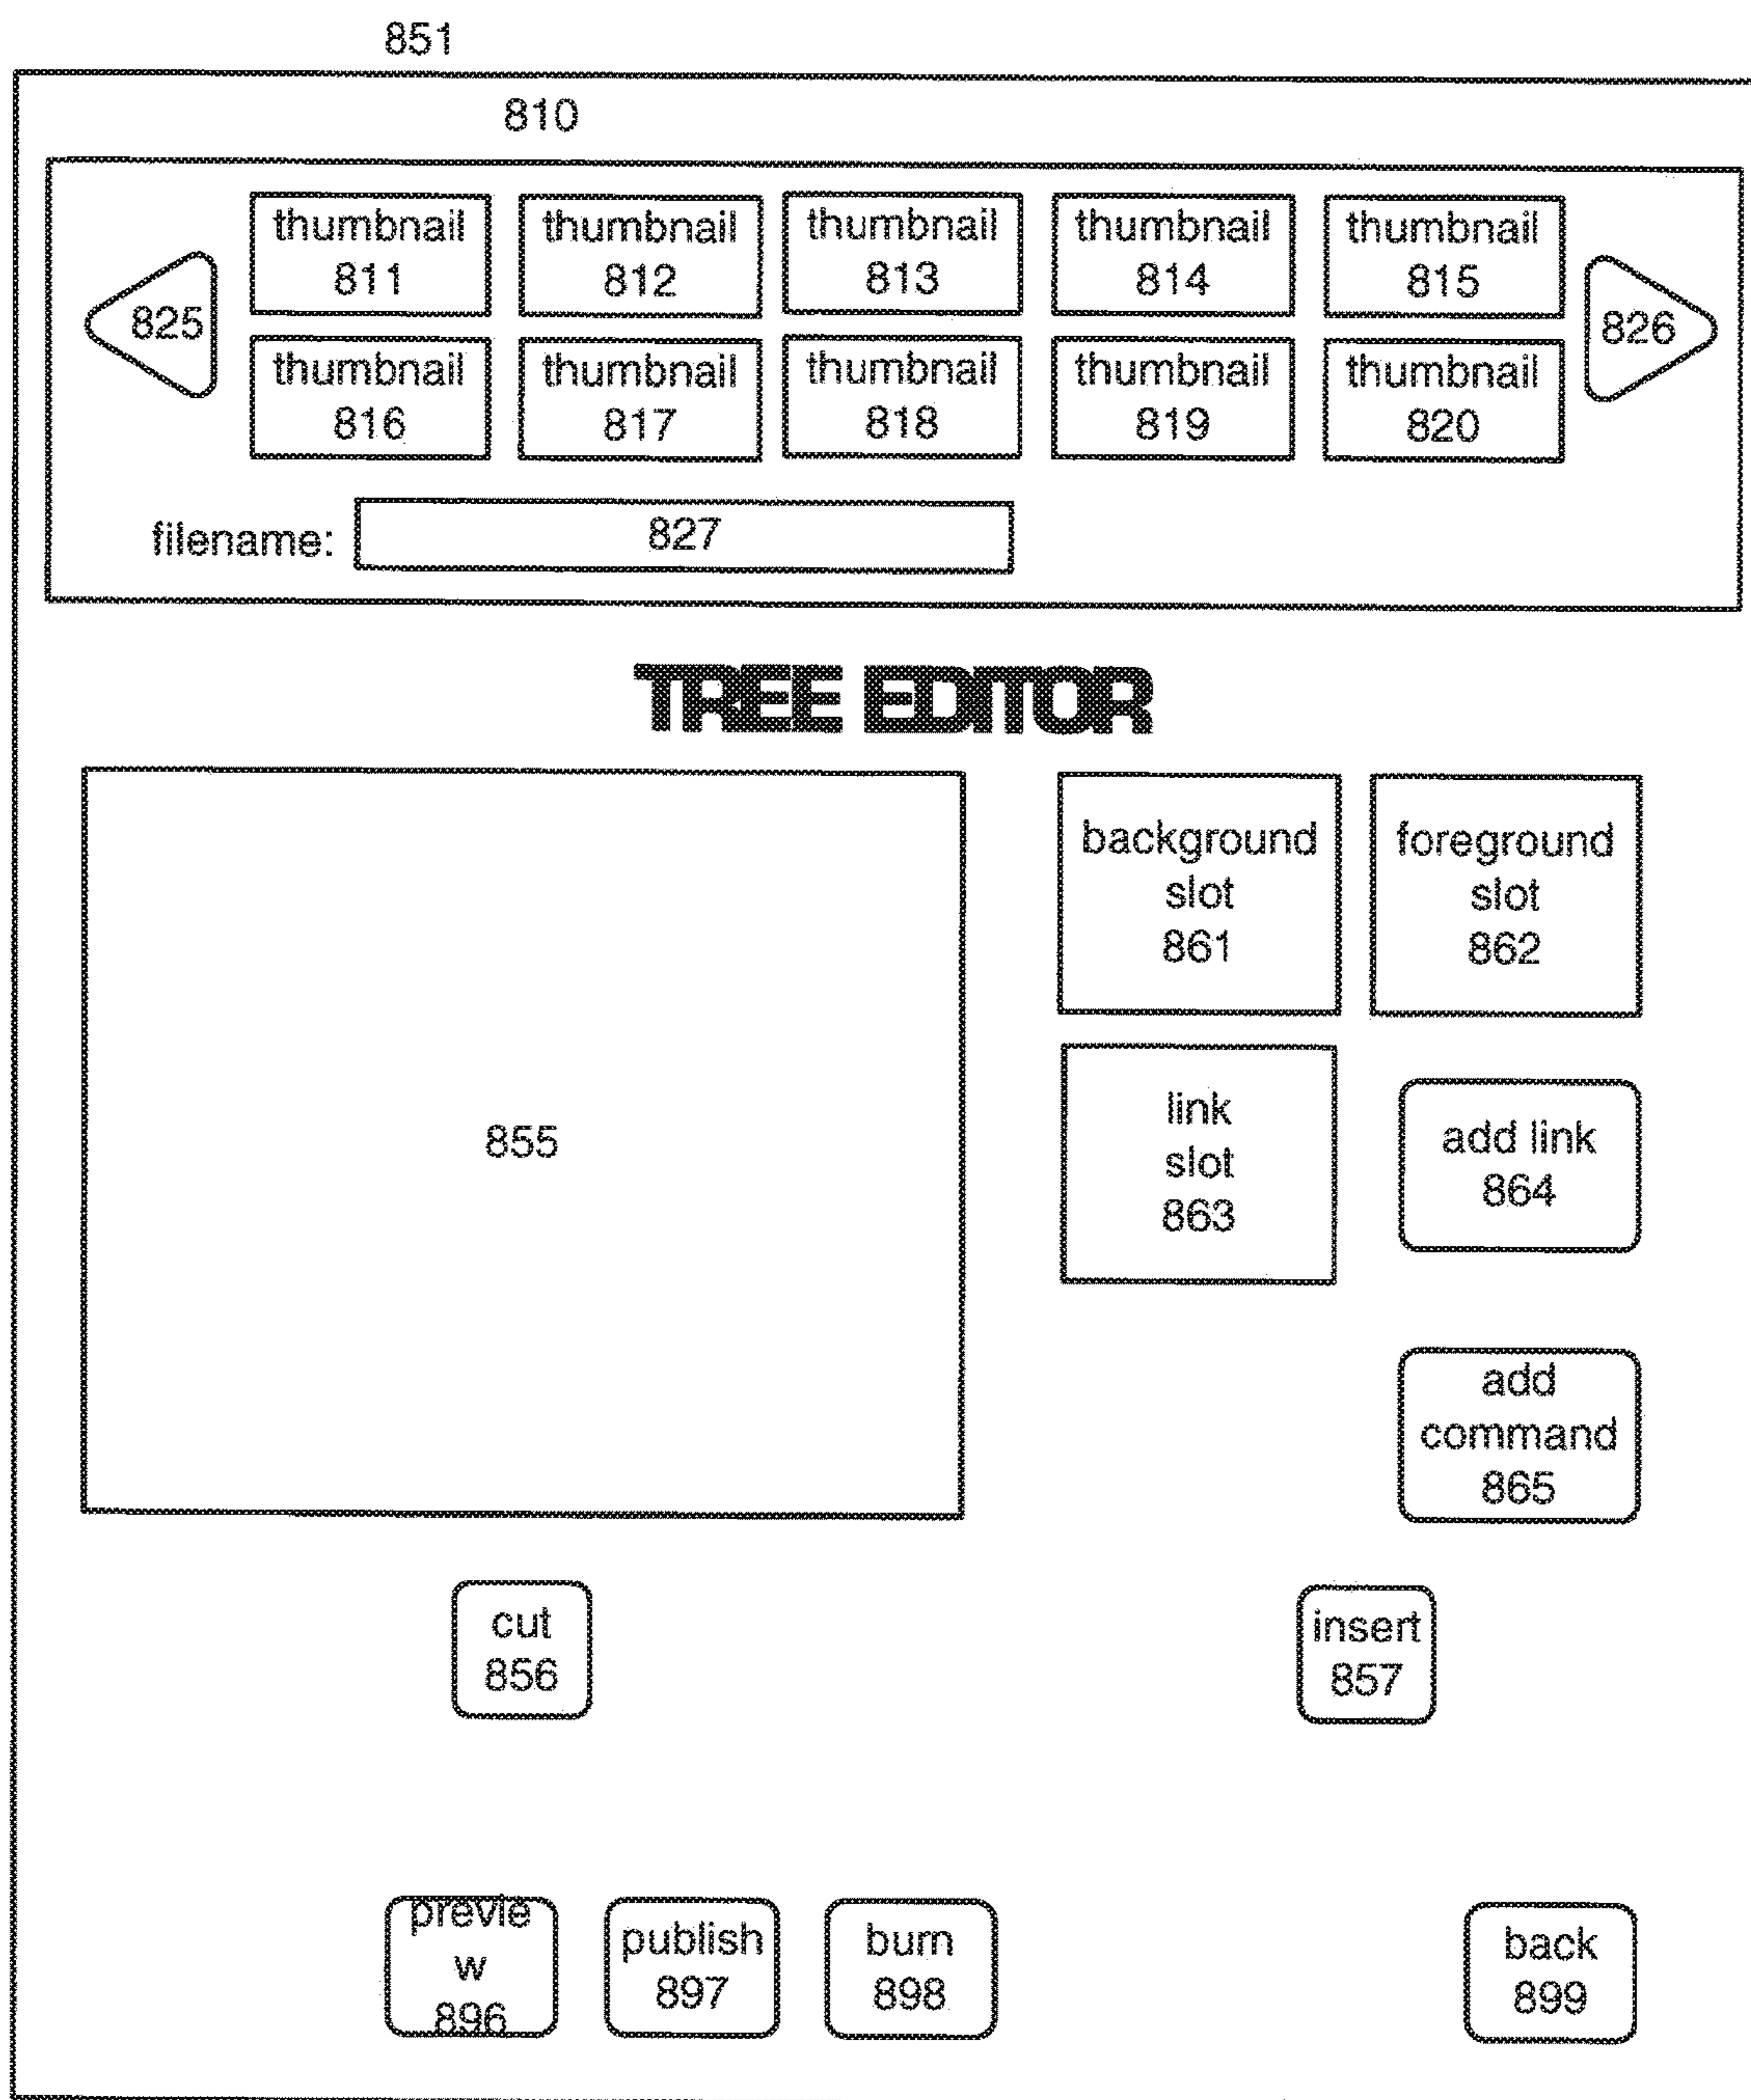 851
810
thumbnail
811
thumbnail
812
thumbnail
813
thumbnail
814
thumbnail
815
825
826
thumbnail
816
thumbnail
817
thumbnail
818
thumbnail
819
thumbnail
820
filename:
827
TREE EDITOR
855
background
slot
861
foreground
slot
862
link
slot
863
add link
864
add
command
865
cut
856
insert
857
previe
w
896
publish
897
burn
898
back
899